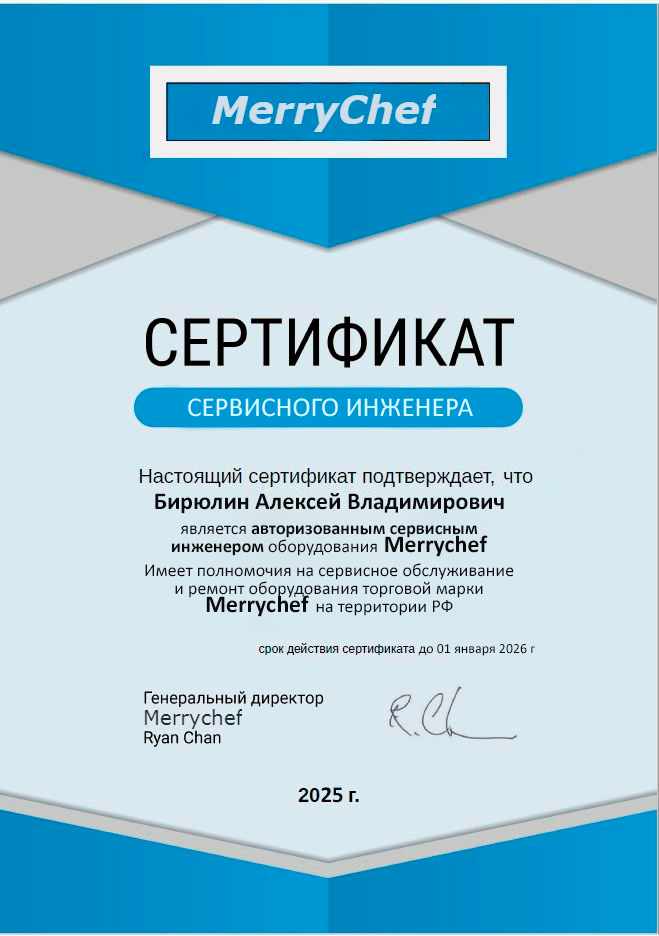 MerryChef
СЕРТИФИКАТ
СЕРВИСНОГО ИНЖЕНЕРА
Настоящий сертификат подтверждает, что
Бирюлин Алексей Владимирович
является авторизованным сервисным
инженером оборудования Merrychef
Имеет полномочия на сервисное обслуживание
и ремонт оборудования торговой марки
Merrychef на территории РФ
срок действия сертификата до 01 января 2026 г
Генеральный директор
Merrychef
Ryan Chan
R. Ch
2025 г.